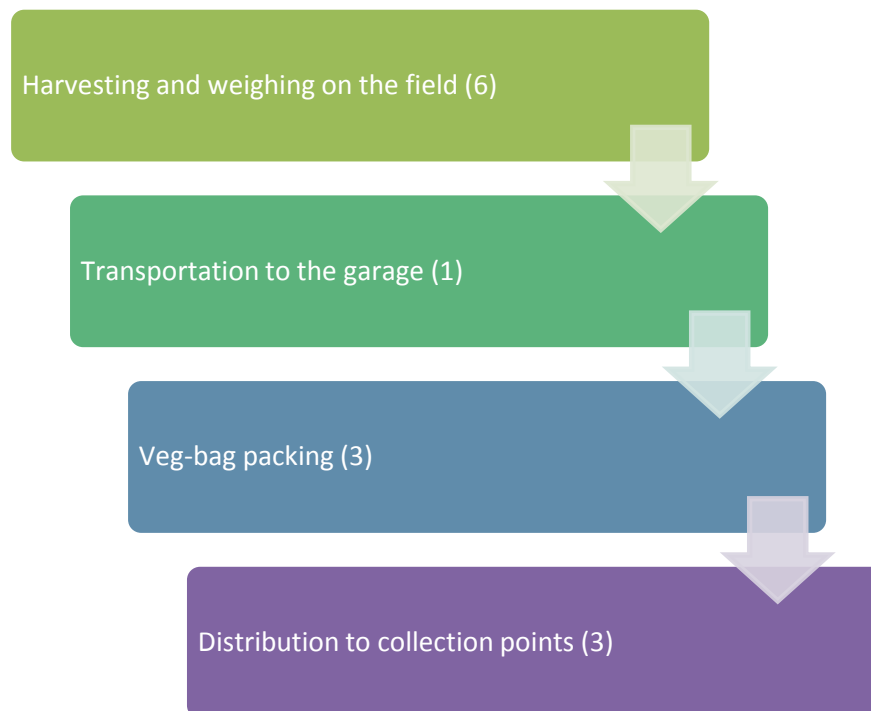 Harvesting and weighing on the field (6)
Transportation to the garage (1)
Veg-bag packing (3)
Distribution to collection points (3)